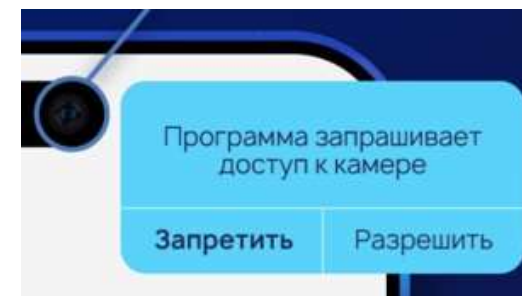 Программа запрашивает
доступ к камере
Запретить Разрешить